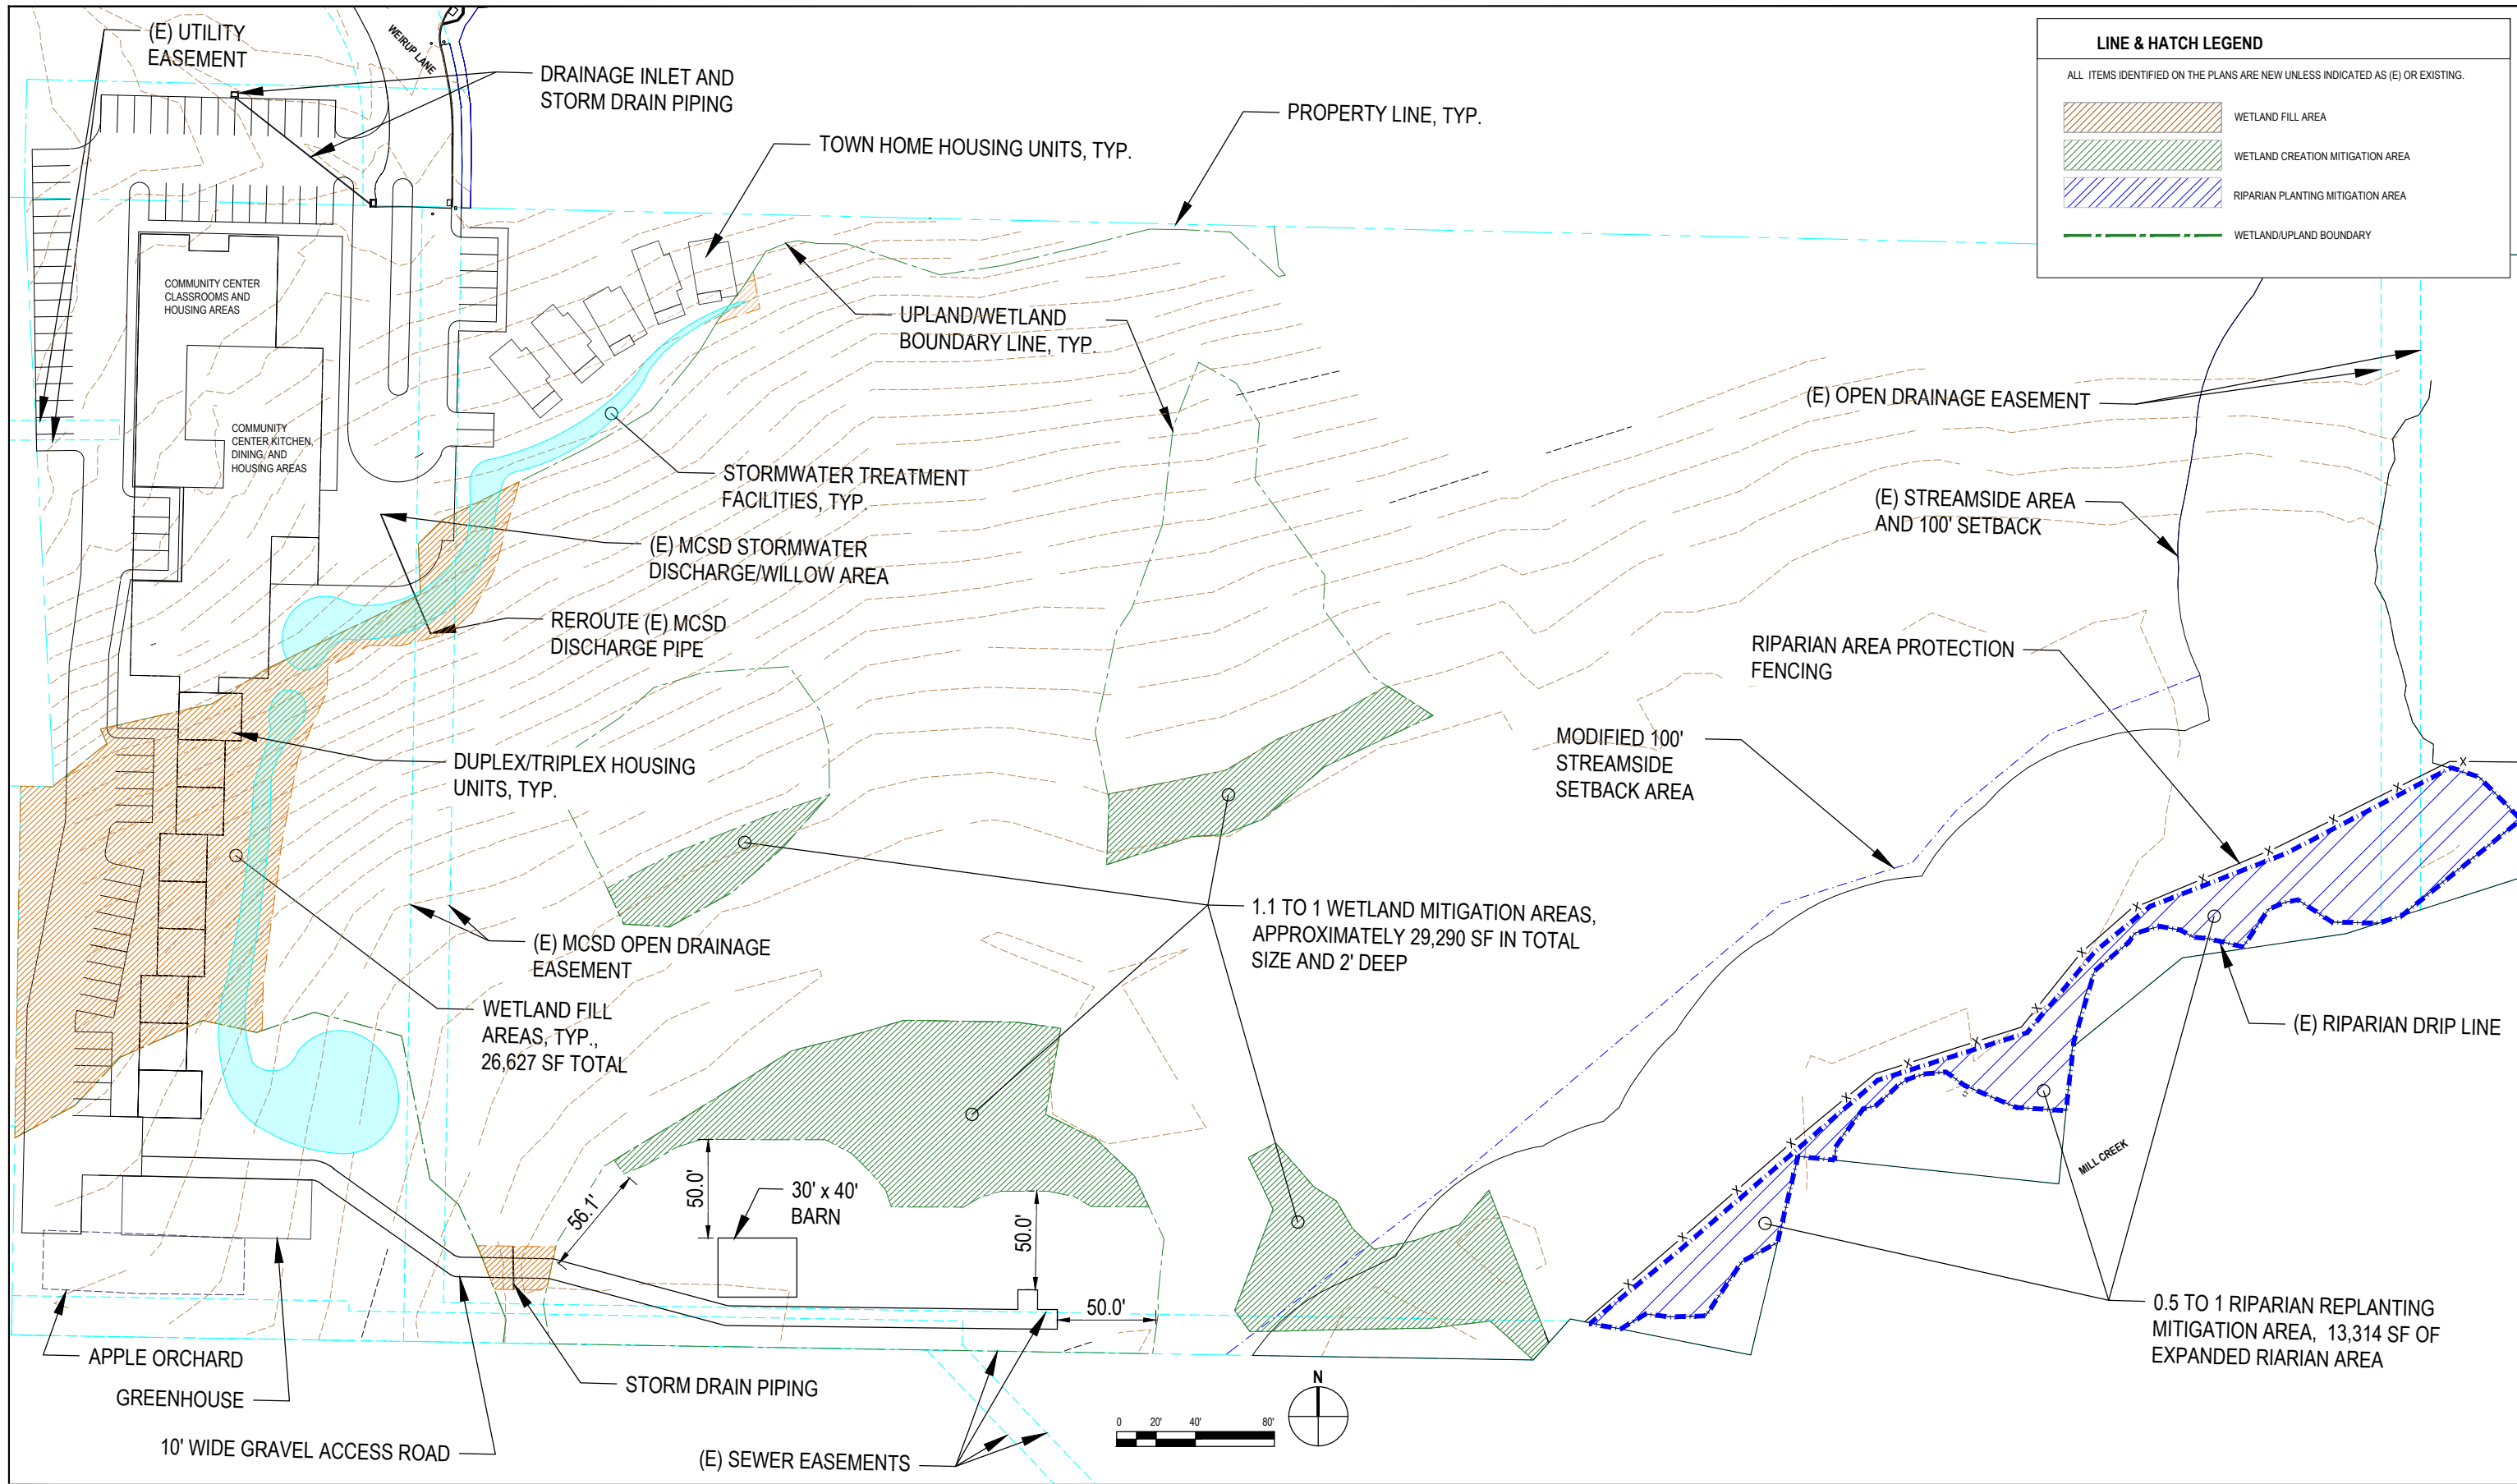 (E) UTILITY
EASEMENT
WEIRUP LANE
DRAINAGE INLET AND
STORM DRAIN PIPING
TOWN HOME HOUSING UNITS, TYP.
PROPERTY LINE, TYP.
LINE & HATCH LEGEND
ALL ITEMS IDENTIFIED ON THE PLANS ARE NEW UNLESS INDICATED AS (E) OR EXISTING.
WETLAND FILL AREA
WETLAND CREATION MITIGATION AREA
RIPARIAN PLANTING MITIGATION AREA
WETLAND/UPLAND BOUNDARY
COMMUNITY CENTER
CLASSROOMS AND
HOUSING AREAS
UPLAND/WETLAND
BOUNDARY LINE, TYP.
(E) OPEN DRAINAGE EASEMENT
COMMUNITY
CENTER KITCHEN,
DINING, AND
HOUSING AREAS
STORMWATER TREATMENT
FACILITIES, TYP.
(E) STREAMSIDE AREA
AND 100' SETBACK
(E) MCSD STORMWATER
DISCHARGE/WILLOW AREA
REROUTE (E) MCSD
DISCHARGE PIPE
RIPARIAN AREA PROTECTION
FENCING
DUPLEX/TRIPLEX HOUSING
UNITS, TYP.
MODIFIED 100'
STREAMSIDE
SETBACK AREA
1.1 TO 1 WETLAND MITIGATION AREAS,
APPROXIMATELY 29,290 SF IN TOTAL
SIZE AND 2' DEEP
(E) MCSD OPEN DRAINAGE
EASEMENT
WETLAND FILL
AREAS, TYP.,
26,627 SF TOTAL
(E) RIPARIAN DRIP LINE
MILL CREEK
56.1'
50.0'
30' x 40'
BARN
50.0'
50.0'
0.5 TO 1 RIPARIAN REPLANTING
MITIGATION AREA, 13,314 SF OF
EXPANDED RIARIAN AREA
APPLE ORCHARD
GREENHOUSE
STORM DRAIN PIPING
10' WIDE GRAVEL ACCESS ROAD
(E) SEWER EASEMENTS
N
0 20' 40' 80'